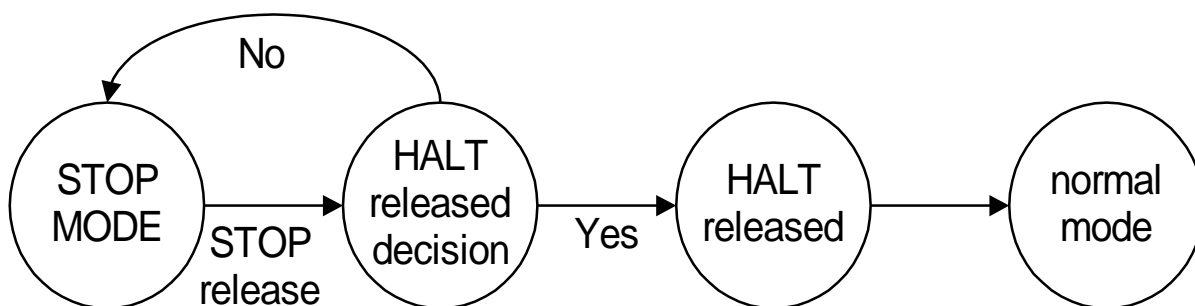 No
STOP
MODE
STOP
release
HALT
released
decision
Yes
HALT
released
normal
mode